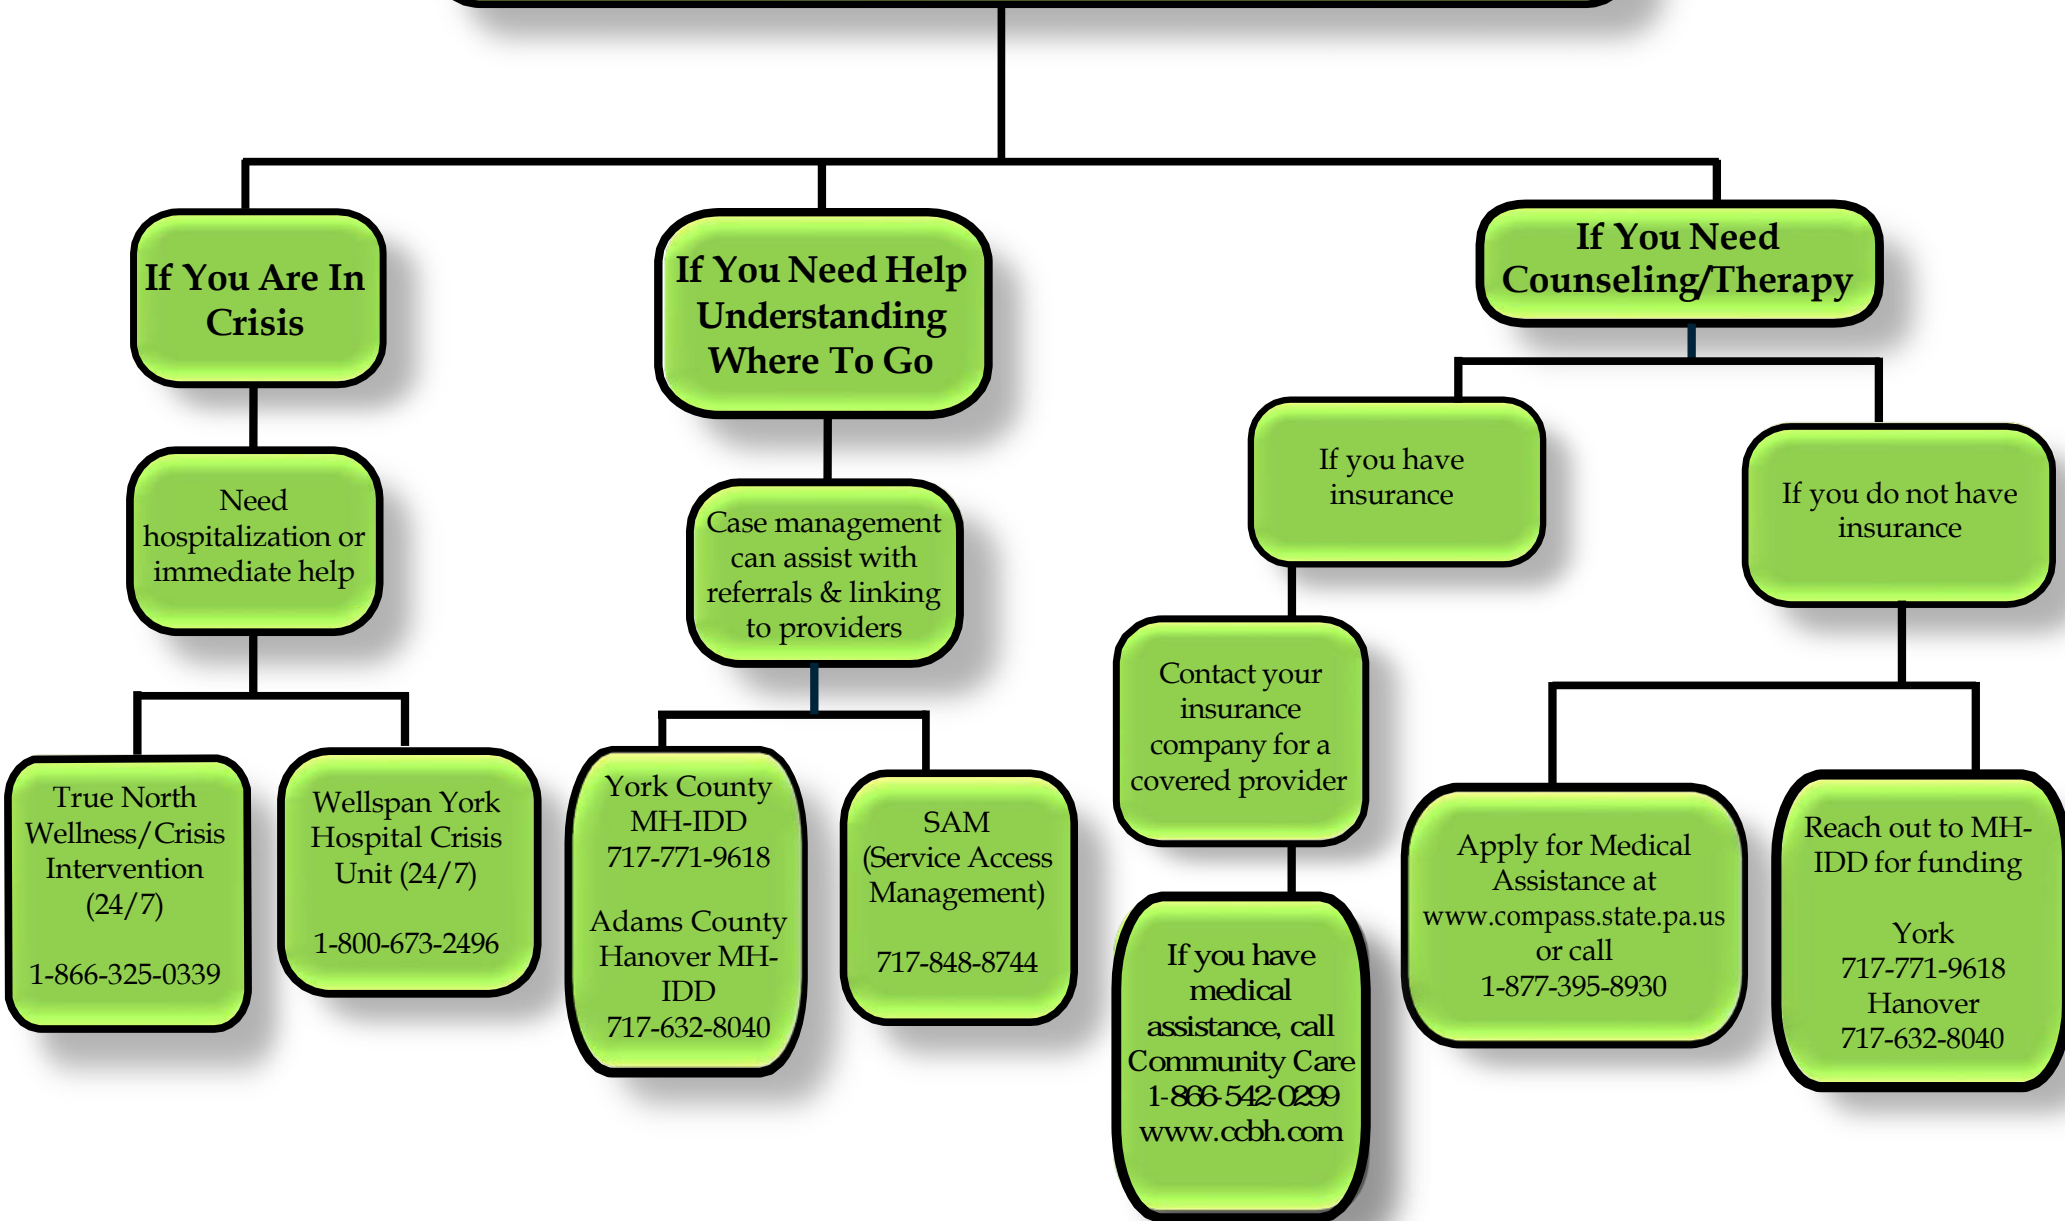 If You Are In
Crisis
If You Need Help
Understanding
Where To Go
If You Need
Counseling/Therapy
Need
hospitalization or
immediate help
Case management
can assist with
referrals & linking
to providers
If you have
insurance
If you do not have
insurance
Contact your
insurance
company for a
covered provider
True North
Wellness/Crisis
Intervention
(24/7)
1-866-325-0339
Wellspan York
Hospital Crisis
Unit (24/7)
1-800-673-2496
York County
MH-IDD
717-771-9618
Adams County
Hanover MH-
IDD
717-632-8040
SAM
(Service Access
Management)
717-848-8744
If you have
medical
assistance, call
Community Care
1-866-542-0299
www.ccbh.com
Apply for Medical
Assistance at
www.compass.state.pa.us
or call
1-877-395-8930
Reach out to MH-
IDD for funding
York
717-771-9618
Hanover
717-632-8040